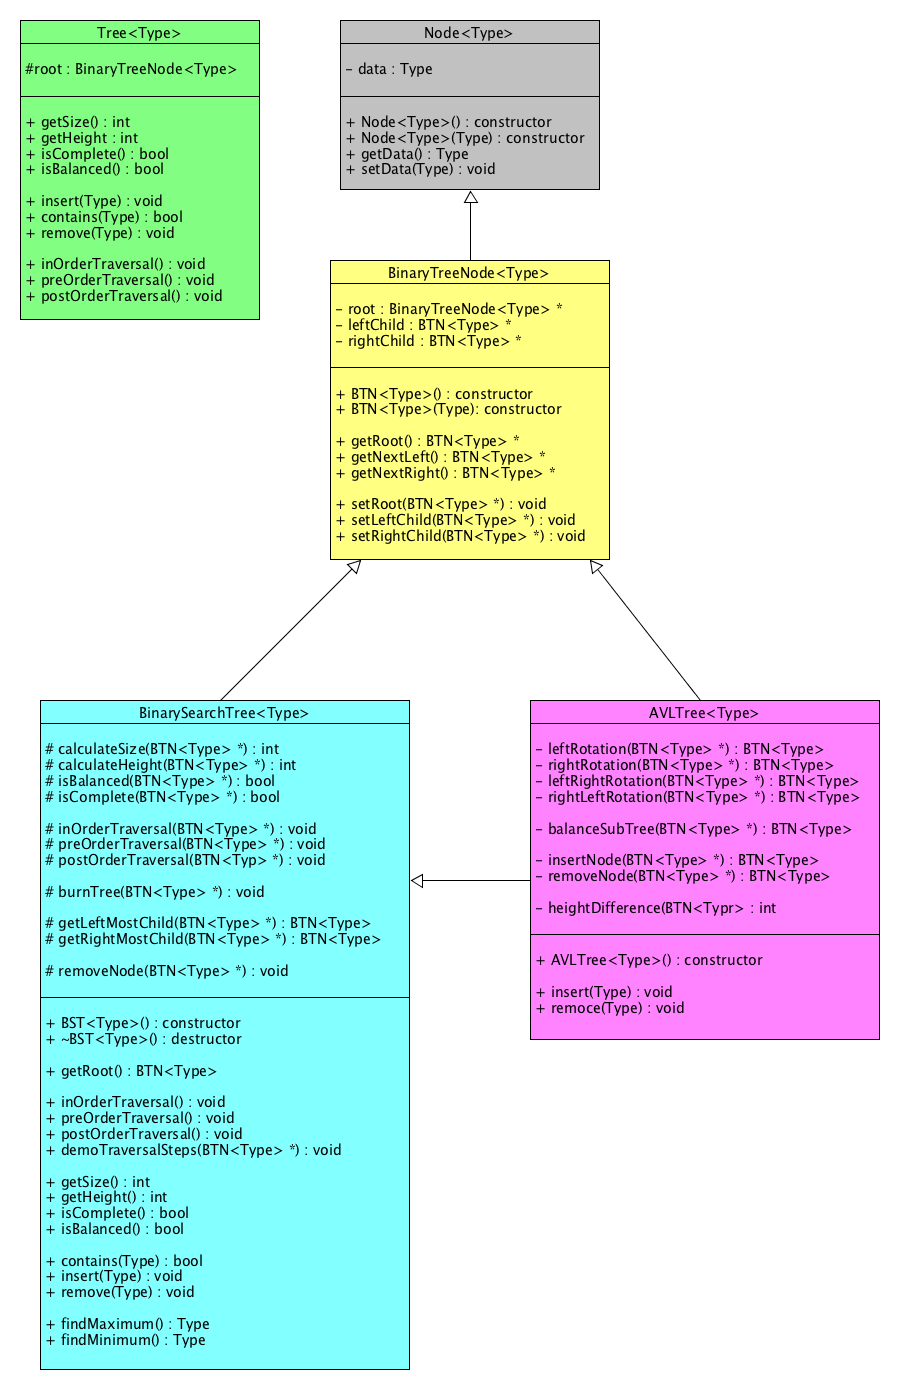 Tree<Type>
#root : BinaryTreeNode<Type>
+ getSize() : int
+ getHeight : int
+ isComplete() : bool
+ isBalanced() : bool
+ insert(Type) : void
+ contains(Type) : bool
+ remove(Type) : void
+ inOrderTraversal() : void
+ preOrderTraversal() : void
+ postOrderTraversal() : void
Node<Type>
- data : Type
+ Node<Type>() : constructor
+ Node<Type>(Type) : constructor
+ getData() : Type
+ setData(Type) : void
BinaryTreeNode<Type>
- root : BinaryTreeNode<Type> *
- leftChild : BTN<Type> *
- rightChild : BTN<Type> *
+ BTN<Type>() : constructor
+ BTN<Type>(Type): constructor
+ getRoot() : BTN<Type> *
+ getNextLeft() : BTN<Type> *
+ getNextRight() : BTN<Type> *
+ setRoot(BTN<Type> *) : void
+ setLeftChild(BTN<Type> *) : void
+ setRightChild(BTN<Type> *) : void
BinarySearchTree<Type>
# calculateSize(BTN<Type> *) : int
# calculateHeight(BTN<Type> *) : int
# isBalanced(BTN<Type> *) : bool
# isComplete(BTN<Type> *) : bool
# inOrderTraversal(BTN<Type> *) : void
# preOrderTraversal(BTN<Type> *) : void
# postOrderTraversal(BTN<Typ> *) : void
# burnTree(BTN<Type> *) : void
# getLeftMostChild(BTN<Type> *) : BTN<Type>
# getRightMostChild(BTN<Type> *) : BTN<Type>
# removeNode(BTN<Type> *) : void
+ BST<Type>() : constructor
+ ~BST<Type>() : destructor
+ getRoot() : BTN<Type>
+ inOrderTraversal() : void
+ preOrderTraversal() : void
+ postOrderTraversal() : void
+ demoTraversalSteps(BTN<Type> *) : void
+ getSize() : int
+ getHeight() : int
+ isComplete() : bool
+ isBalanced() : bool
+ contains(Type) : bool
+ insert(Type) : void
+ remove(Type) : void
+ findMaximum() : Type
+ findMinimum() : Type
AVLTree<Type>
- leftRotation(BTN<Type> *) : BTN<Type>
- rightRotation(BTN<Type> *) : BTN<Type>
- leftRightRotation(BTN<Type> *) : BTN<Type>
- rightLeftRotation(BTN<Type> *) : BTN<Type>
- balanceSubTree(BTN<Type> *) : BTN<Type>
- insertNode(BTN<Type> *) : BTN<Type>
- removeNode(BTN<Type> *) : BTN<Type>
- heightDifference(BTN<Typr> : int
+ AVLTree<Type>() : constructor
+ insert(Type) : void
+ remoce(Type) : void